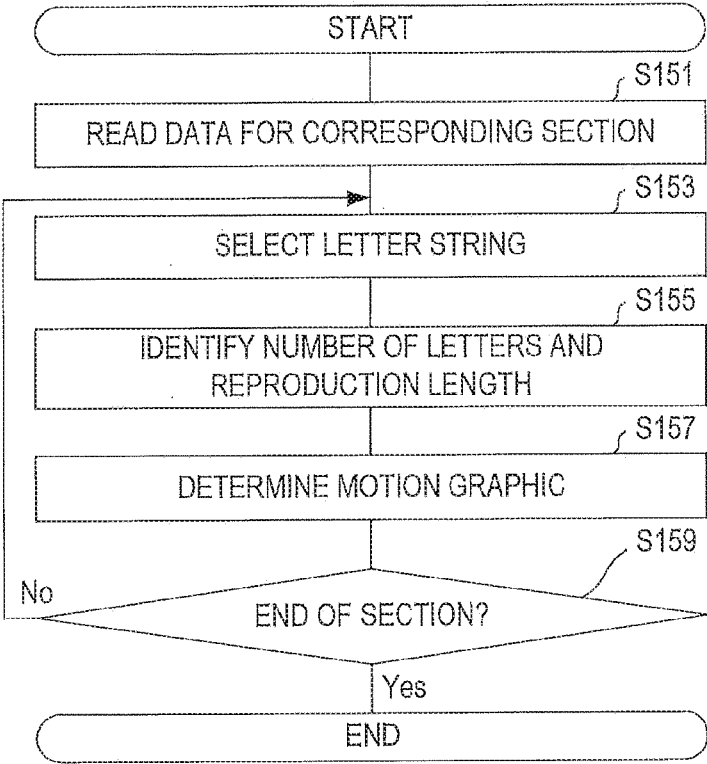 START
S151
READ DATA FOR CORRESPONDING SECTION
S153
SELECT LETTER STRING
S155
IDENTIFY NUMBER OF LETTERS AND
REPRODUCTION LENGTH
S157
DETERMINE MOTION GRAPHIC
S159
No
END OF SECTION?
Yes
END